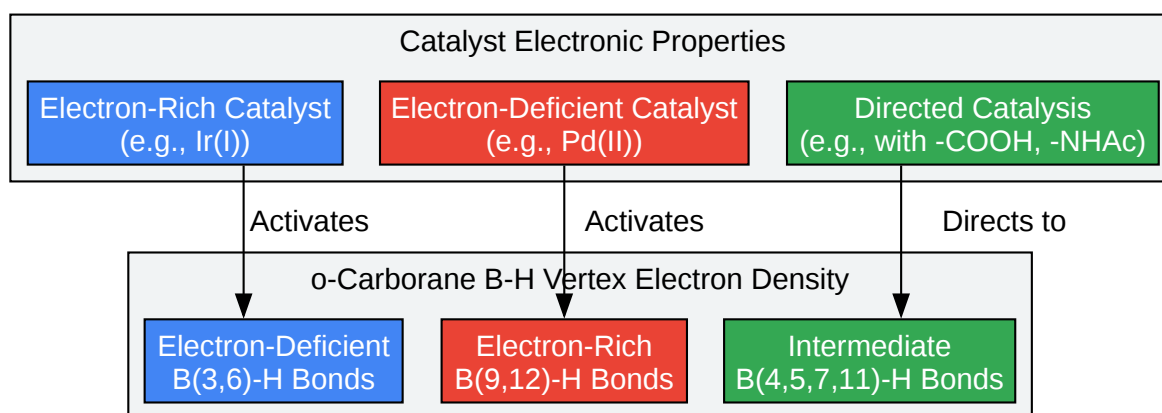 Catalyst Electronic Properties
Electron-Rich Catalyst
(e.g., Ir(I))
Electron-Deficient Catalyst
(e.g., Pd(II))
Directed Catalysis
(e.g., with -COOH, -NHAc)
Activates
Activates
Directs to
o-Carborane B-H Vertex Electron Density
Electron-Deficient
B(3,6)-H Bonds
Electron-Rich
B(9,12)-H Bonds
Intermediate
B(4,5,7,11)-H Bonds